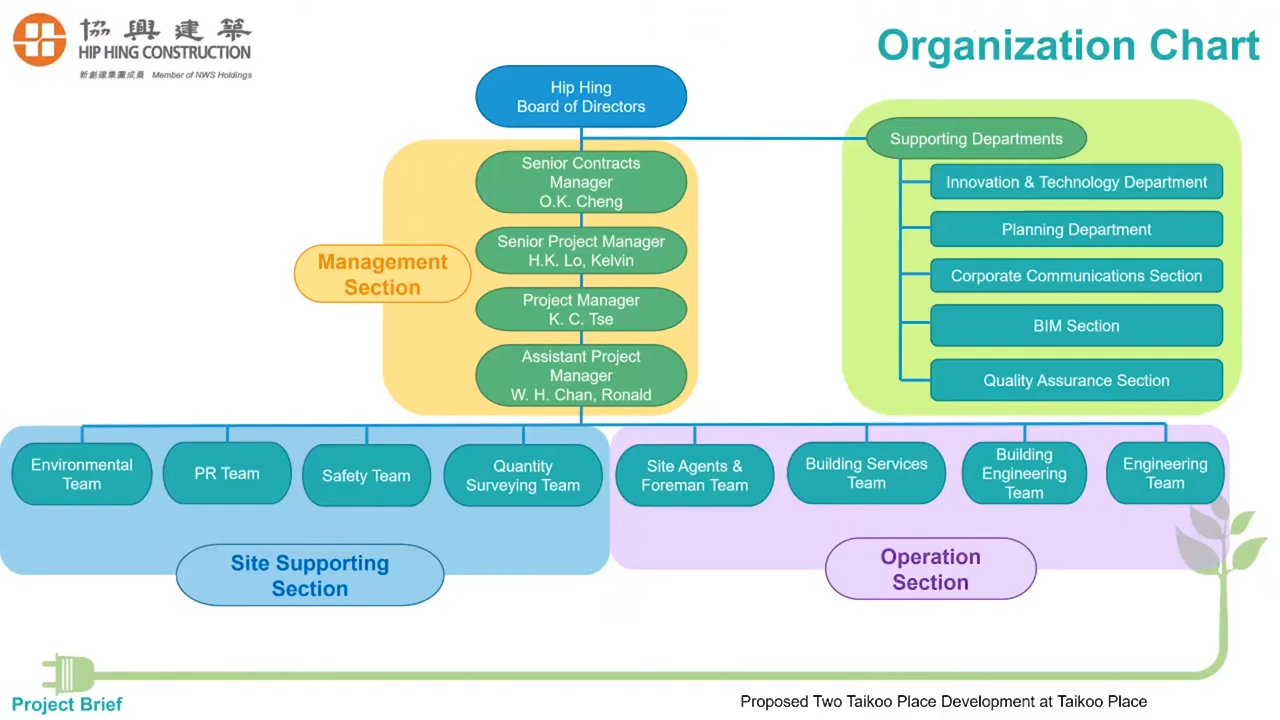 協興建築
HIP HING CONSTRUCTION
新創建集團成員 Member of NWS Holdings
Organization Chart
Hip Hing
Board of Directors
Supporting Departments
Innovation & Technology Department
Planning Department
Corporate Communications Section
BIM Section
Quality Assurance Section
Management
Section
Senior Contracts
Manager
O.K. Cheng
Senior Project Manager
H.K. Lo, Kelvin
Project Manager
K. C. Tse
Assistant Project
Manager
W. H. Chan, Ronald
Environmental
Team
PR Team
Safety Team
Quantity
Surveying Team
Site Agents &
Foreman Team
Building Services
Team
Building
Engineering
Team
Engineering
Team
Site Supporting
Section
Operation
Section
Project Brief
Proposed Two Taikoo Place Development at Taikoo Place